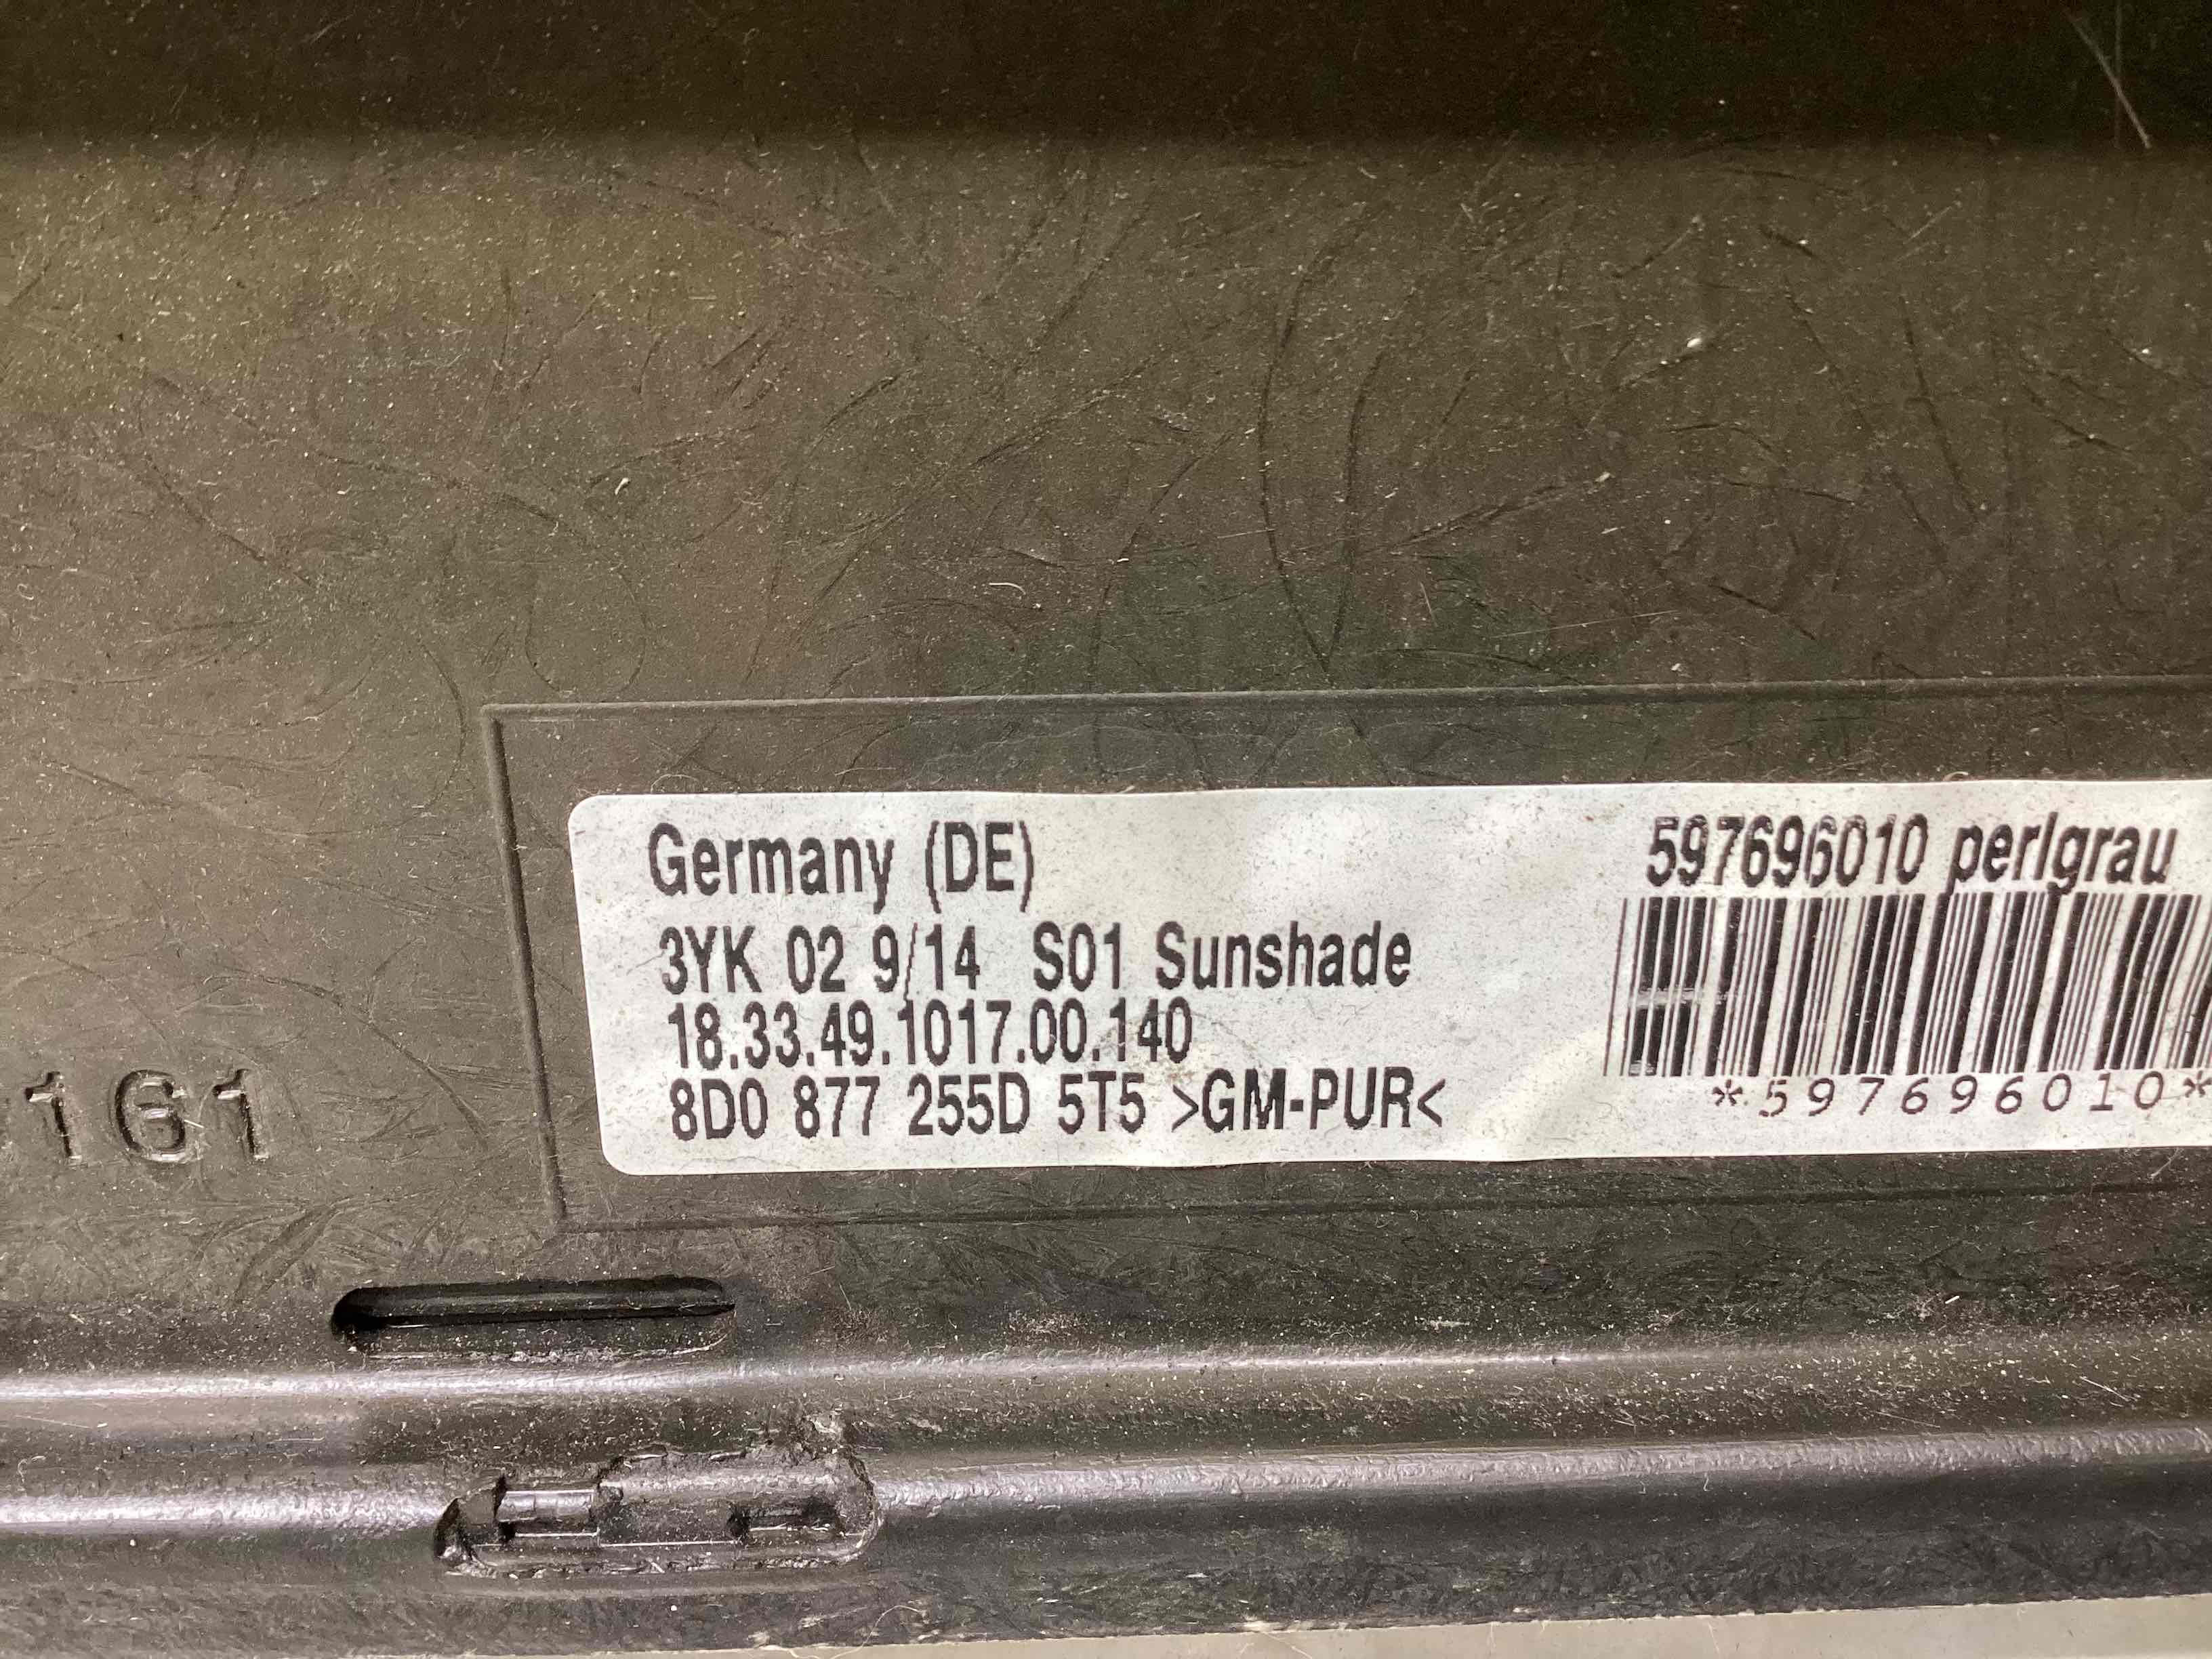 Germany (DE)
3YK 02 9/14 S01 Sunshade
18.33.49.1017.00.140
8D0 877 255D 5T5 >GM-PUR<
597696010 perlgrau
*597696010*
161